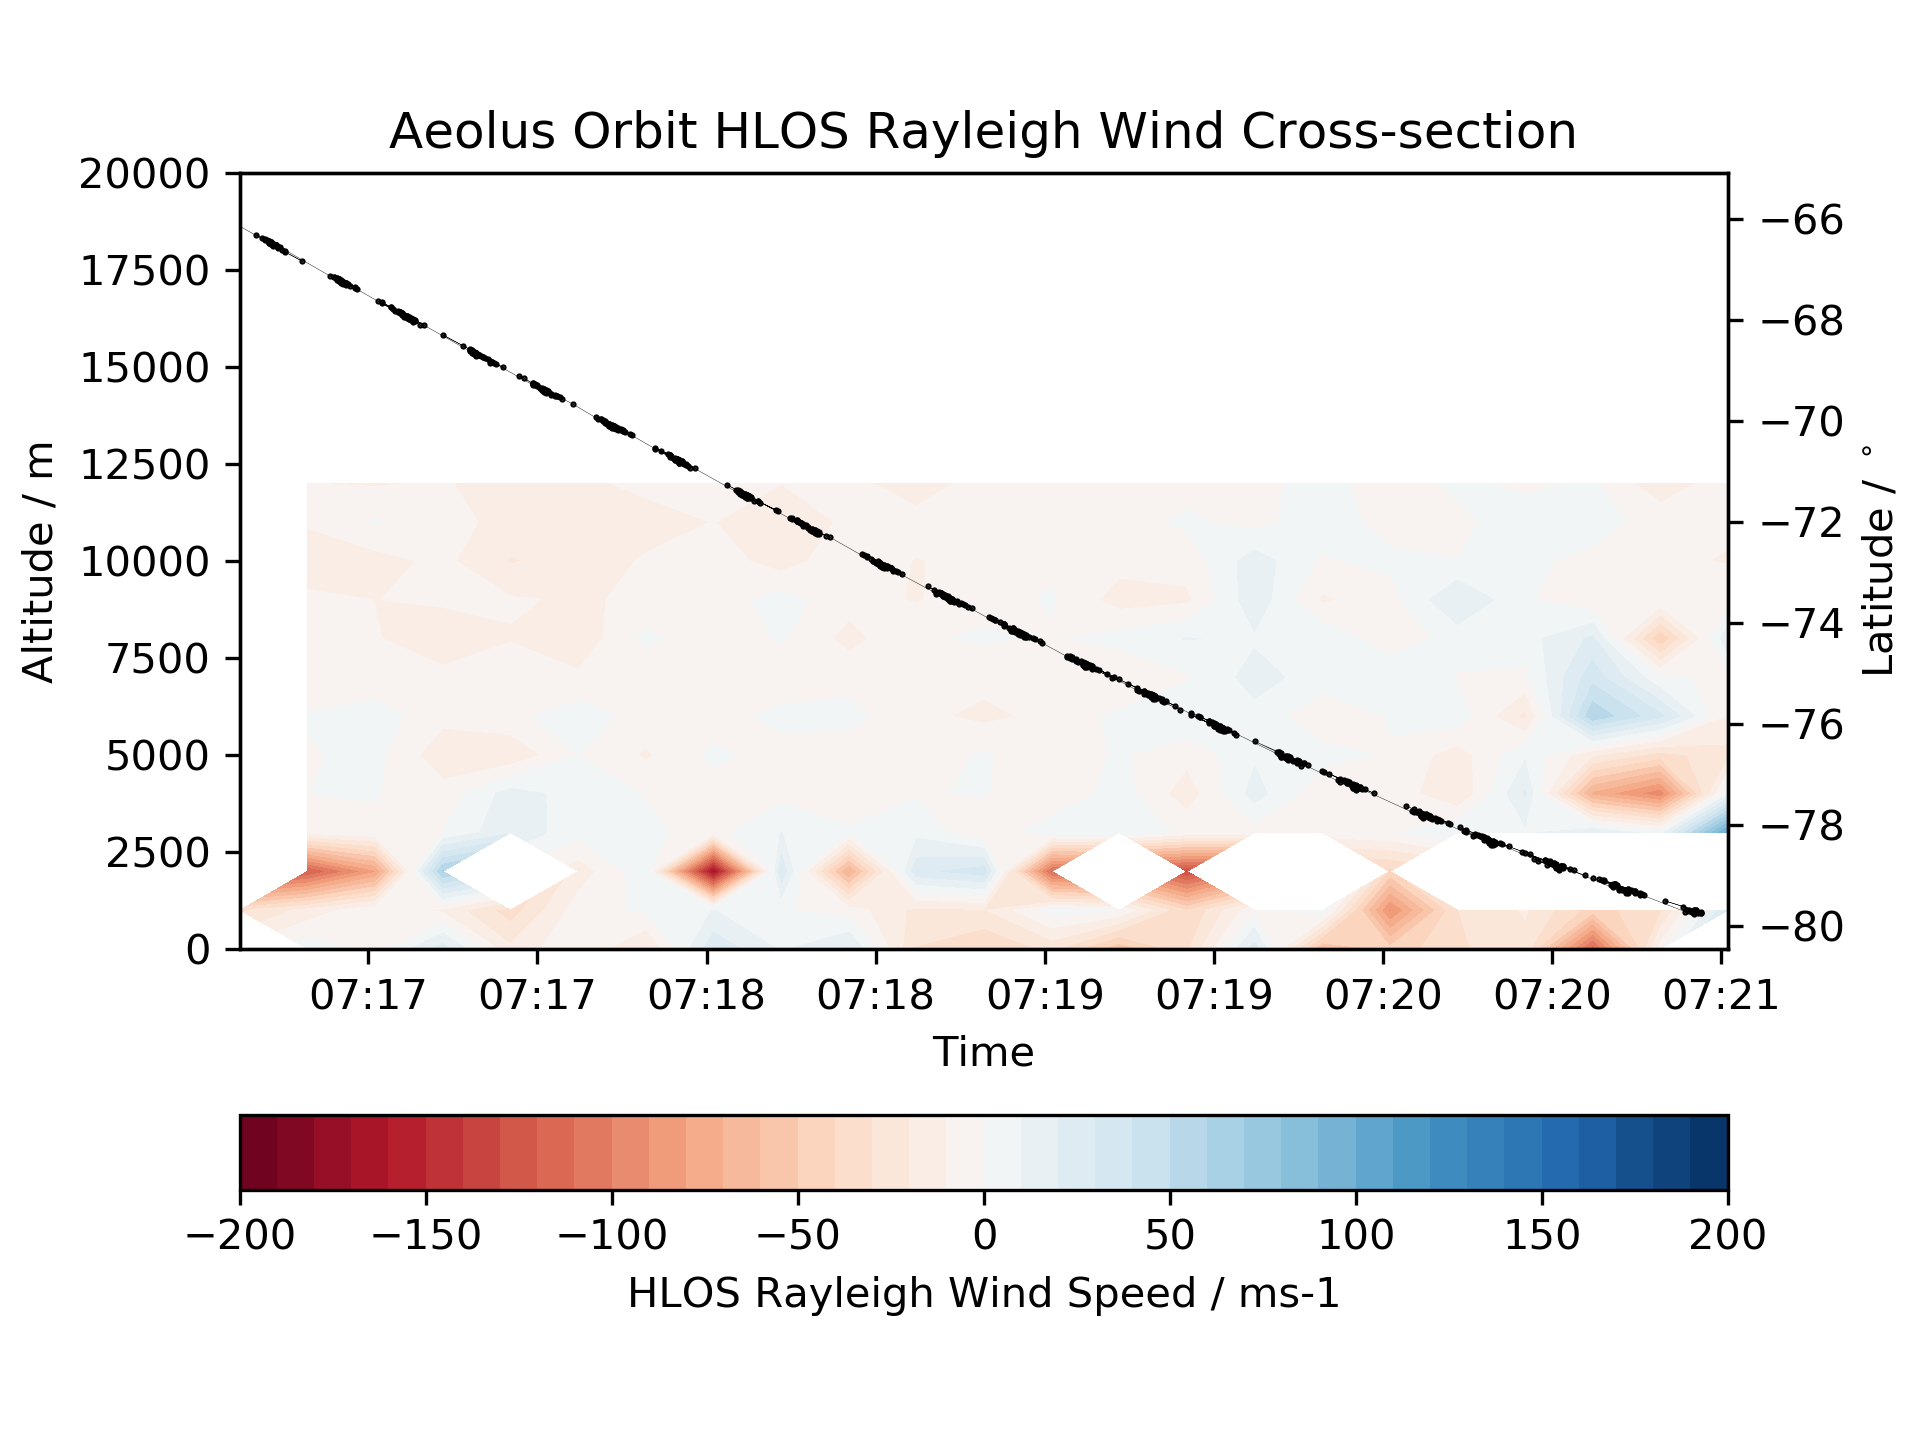 Aeolus Orbit HLOS Rayleigh Wind Cross-section
20000
17500
15000
12500
10000
7500
5000
2500
0
Altitude / m
−66
−68
−70
−72
−74
−76
−78
−80
Latitude / °
07:17 07:17 07:18 07:18 07:19 07:19 07:20 07:20 07:21
Time
−200 −150 −100 −50 0 50 100 150 200
HLOS Rayleigh Wind Speed / ms-1